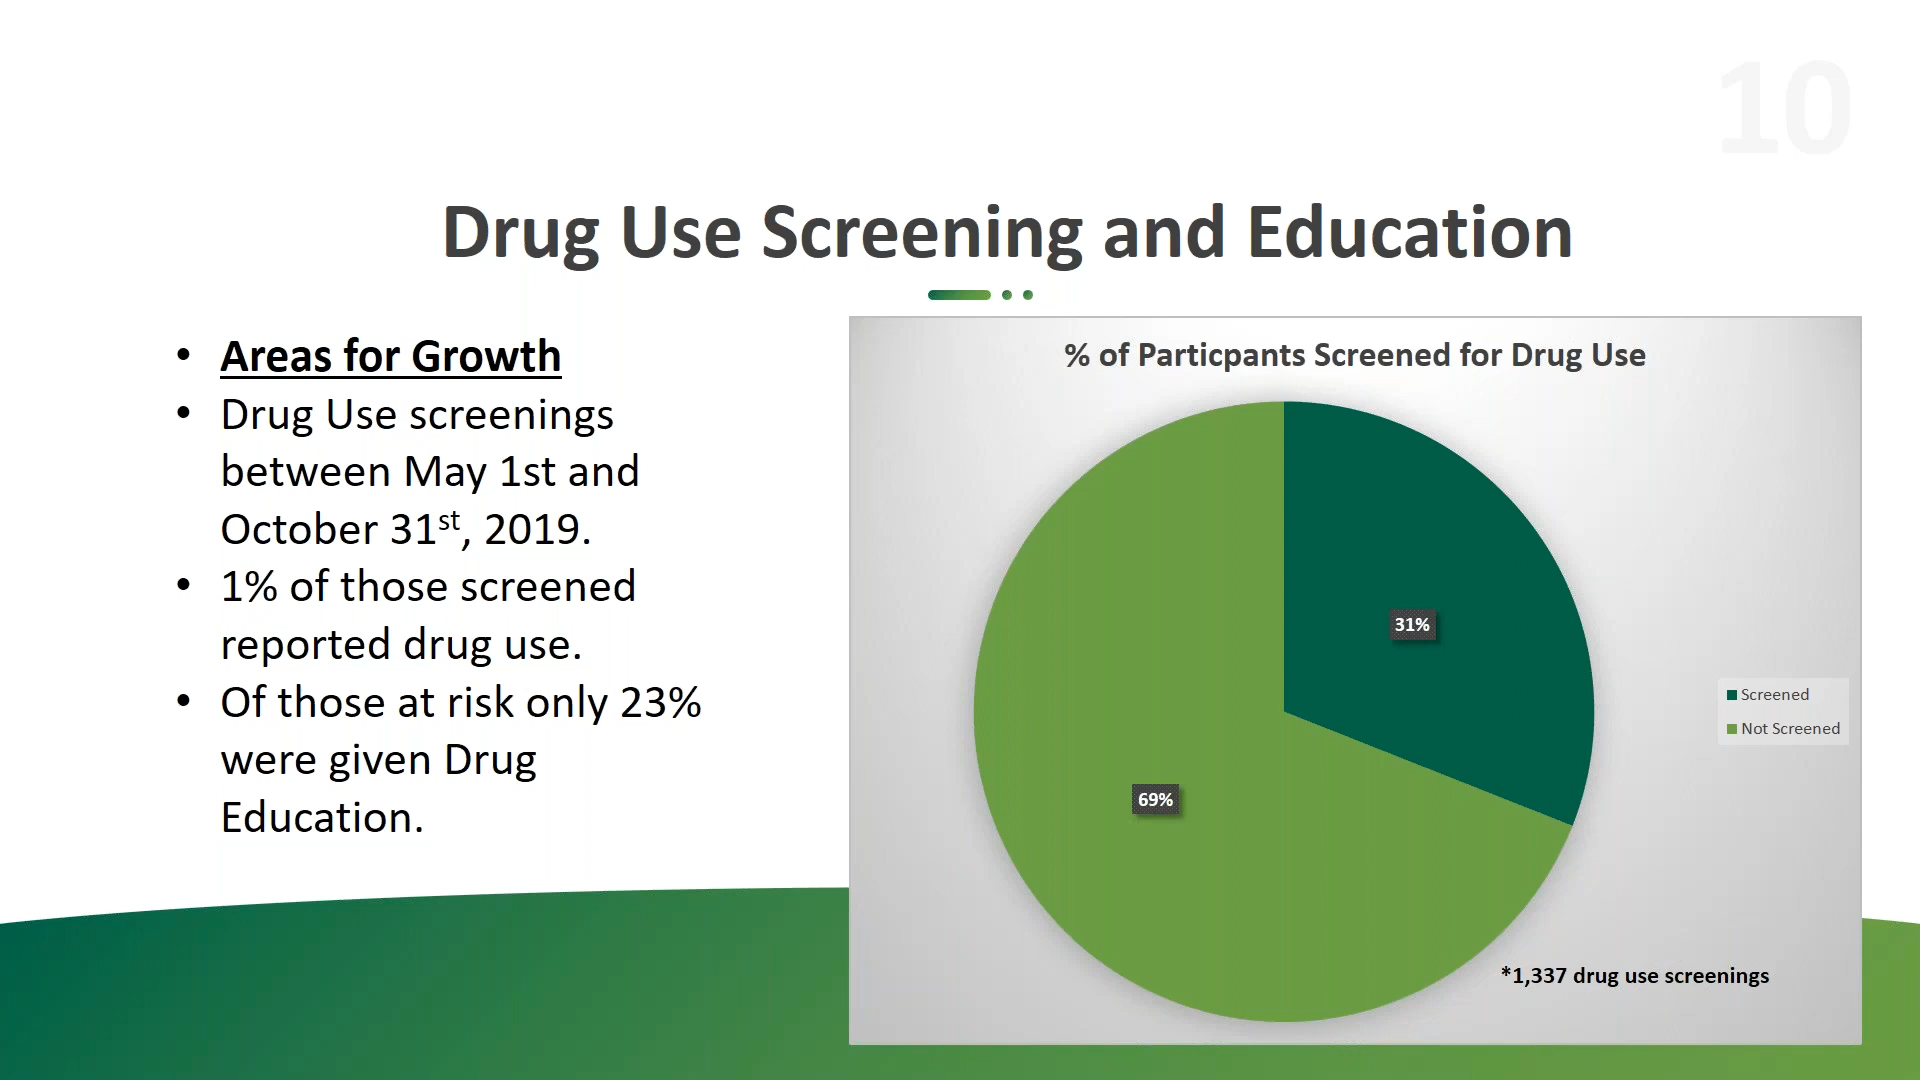 10
Drug Use Screening and Education
• Areas for Growth
• Drug Use screenings
between May 1st and
October 31st, 2019.
• 1% of those screened
reported drug use.
• Of those at risk only 23%
were given Drug
Education.
% of Particpants Screened for Drug Use
31%
69%
Screened
Not Screened
*1,337 drug use screenings